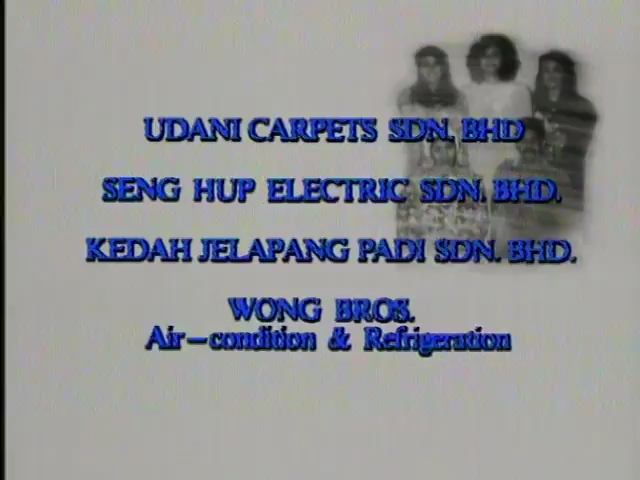 UDANI CARPETS SDN. BHD
SENG HUP ELECTRIC SDN. BHD.
KEDAH JELAPANG PADI SDN. BHD.
WONG BROS.
Air-condition & Refrigeration